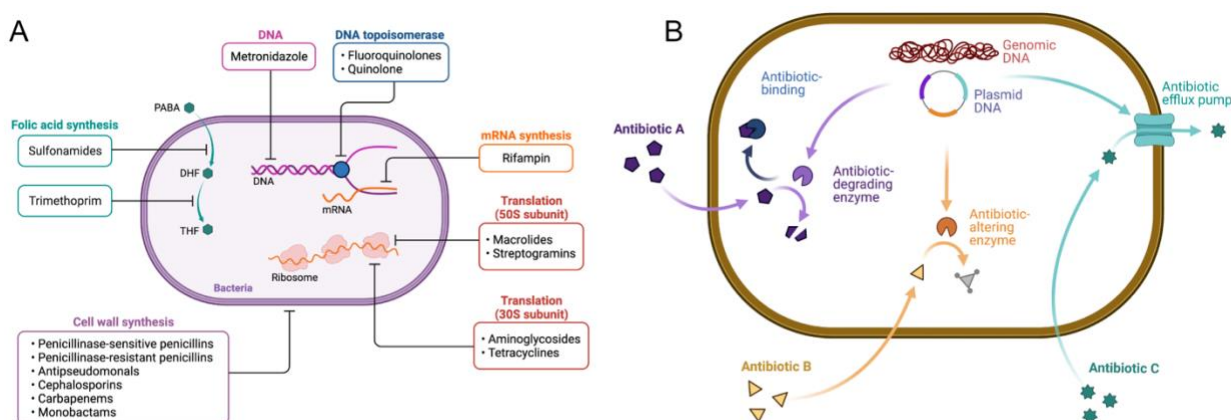 A
DNA
Metronidazole
DNA topoisomerase
• Fluoroquinolones
• Quinolone
PABA
Folic acid synthesis
Sulfonamides
DHF
Trimethoprim
THF
DNA
mRNA
mRNA synthesis
Rifampin
Translation
(50S subunit)
• Macrolides
• Streptogramins
Ribosome
Bacteria
Translation
(30S subunit)
• Aminoglycosides
• Tetracyclines
Cell wall synthesis
• Penicillinase-sensitive penicillins
• Penicillinase-resistant penicillins
• Antipseudomonals
• Cephalosporins
• Carbapenems
• Monobactams
B
Genomic
DNA
Plasmid
DNA
Antibiotic-
binding
Antibiotic
efflux pump
Antibiotic A
Antibiotic-
degrading
enzyme
Antibiotic-
altering
enzyme
Antibiotic B
Antibiotic C